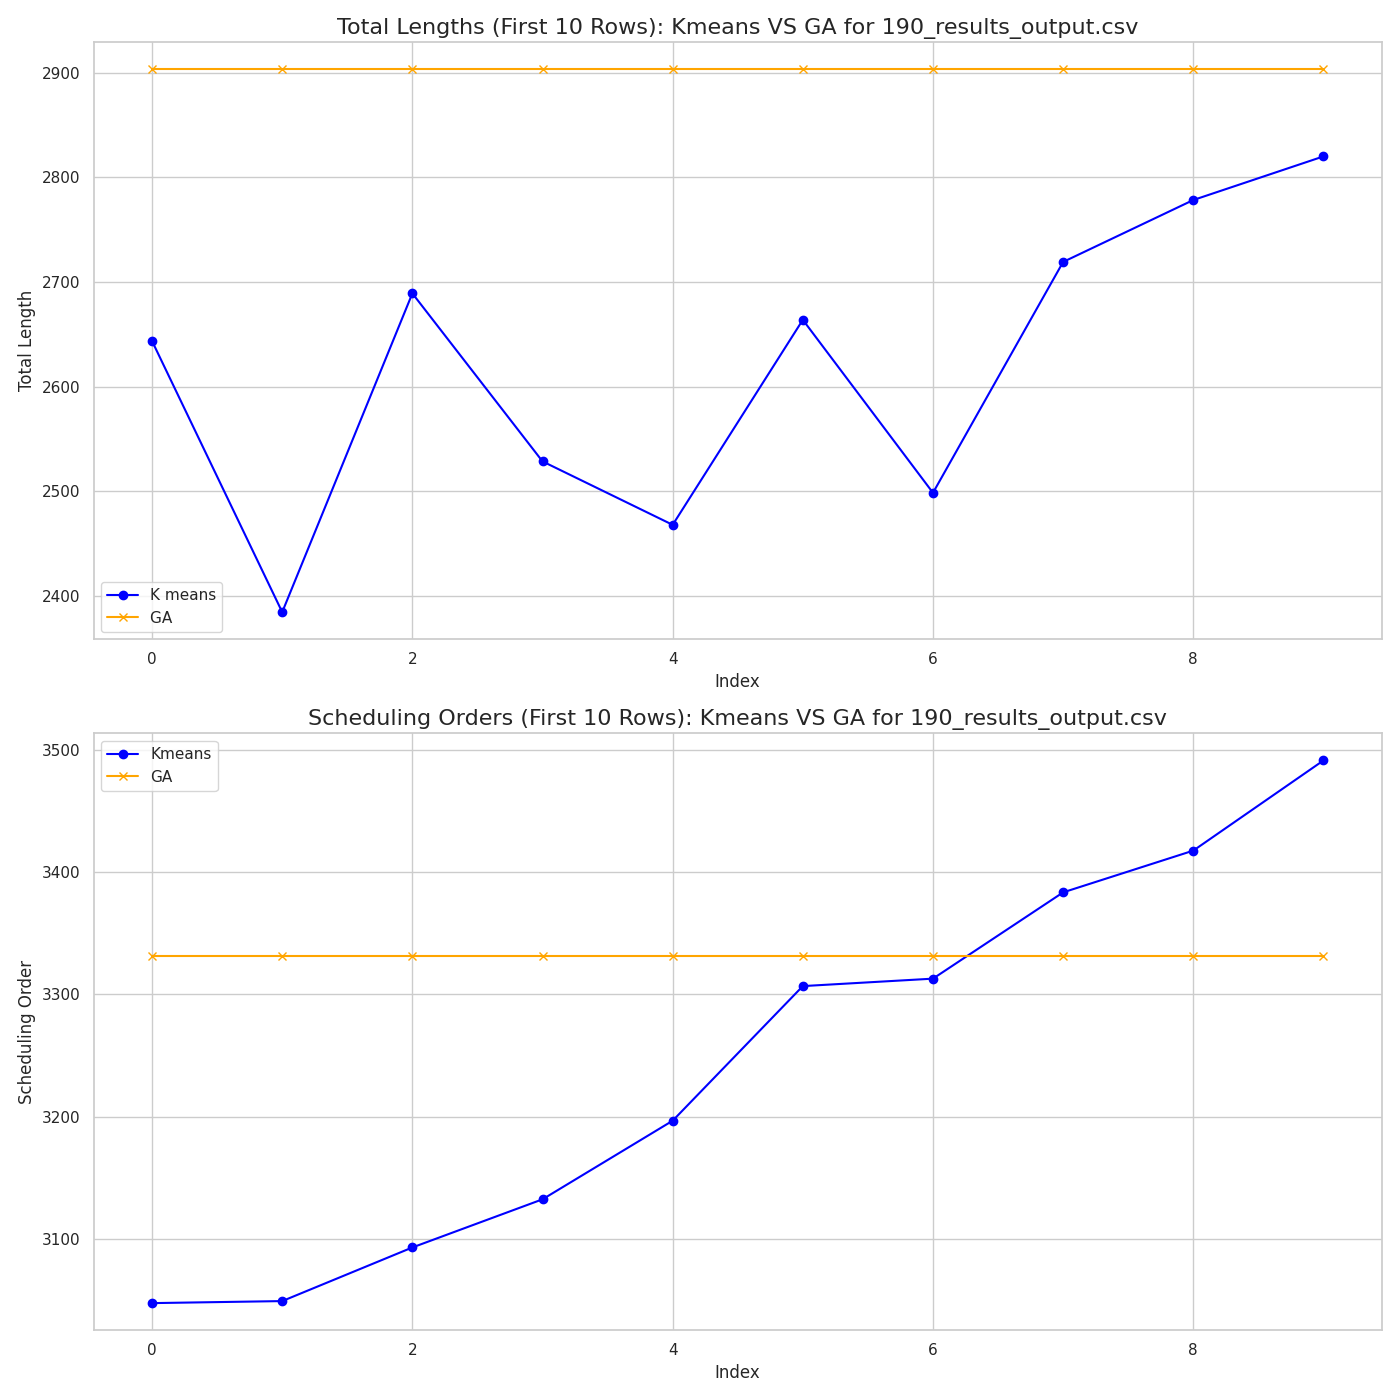 Total Lengths (First 10 Rows): Kmeans VS GA for 190_results_output.csv
2900
2800
2700
2600
2500
2400
Total Length
K means
GA
0 2 4 6 8
Index
Scheduling Orders (First 10 Rows): Kmeans VS GA for 190_results_output.csv
Kmeans
GA
3500
3400
3300
3200
3100
Scheduling Order
0 2 4 6 8
Index